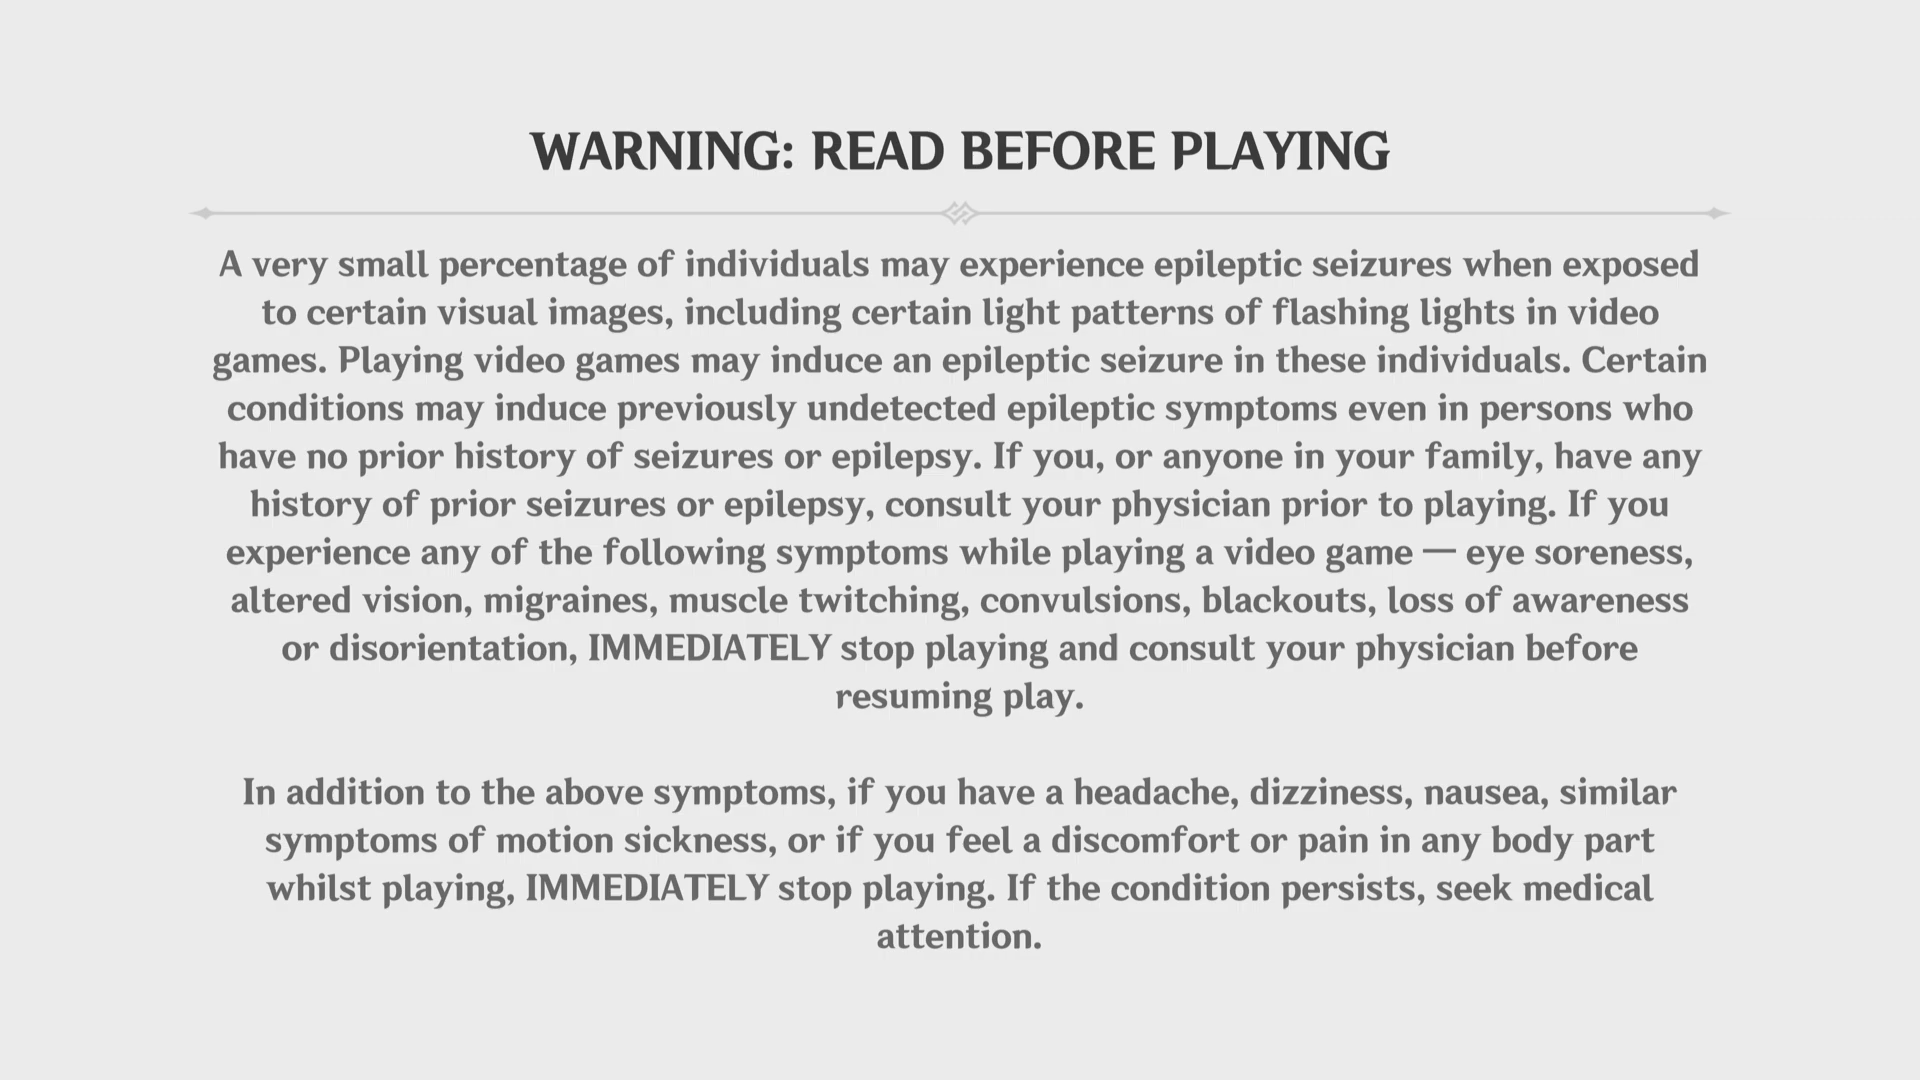 WARNING: READ BEFORE PLAYING
A very small percentage of individuals may experience epileptic seizures when exposed
to certain visual images, including certain light patterns of flashing lights in video
games. Playing video games may induce an epileptic seizure in these individuals. Certain
conditions may induce previously undetected epileptic symptoms even in persons who
have no prior history of seizures or epilepsy. If you, or anyone in your family, have any
history of prior seizures or epilepsy, consult your physician prior to playing. If you
experience any of the following symptoms while playing a video game — eye soreness,
altered vision, migraines, muscle twitching, convulsions, blackouts, loss of awareness
or disorientation, IMMEDIATELY stop playing and consult your physician before
resuming play.
In addition to the above symptoms, if you have a headache, dizziness, nausea, similar
symptoms of motion sickness, or if you feel a discomfort or pain in any body part
whilst playing, IMMEDIATELY stop playing. If the condition persists, seek medical
attention.